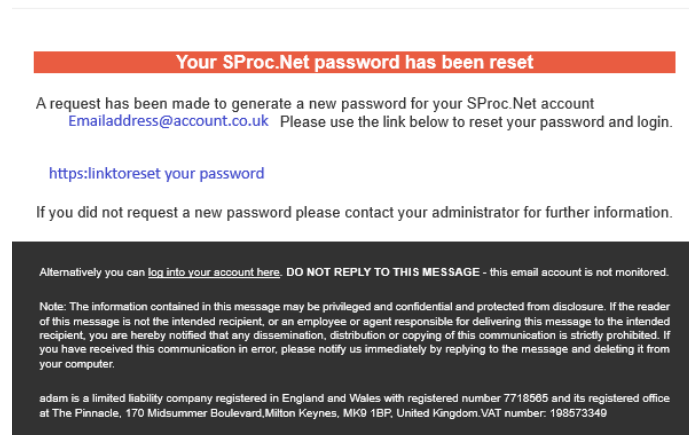 Your SProc.Net password has been reset
A request has been made to generate a new password for your SProc.Net account
Emailaddress@account.co.uk Please use the link below to reset your password and login.
https:linktoreset your password
If you did not request a new password please contact your administrator for further information.
Alternatively you can log into your account here. DO NOT REPLY TO THIS MESSAGE - this email account is not monitored.
Note: The information contained in this message may be privileged and confidential and protected from disclosure. If the reader
of this message is not the intended recipient, or an employee or agent responsible for delivering this message to the intended
recipient, you are hereby notified that any dissemination, distribution or copying of this communication is strictly prohibited. If
you have received this communication in error, please notify us immediately by replying to the message and deleting it from
your computer.
adam is a limited liability company registered in England and Wales with registered number 7718565 and its registered office
at The Pinnacle, 170 Midsummer Boulevard,Milton Keynes, MK9 1BP, United Kingdom.VAT number: 198573349